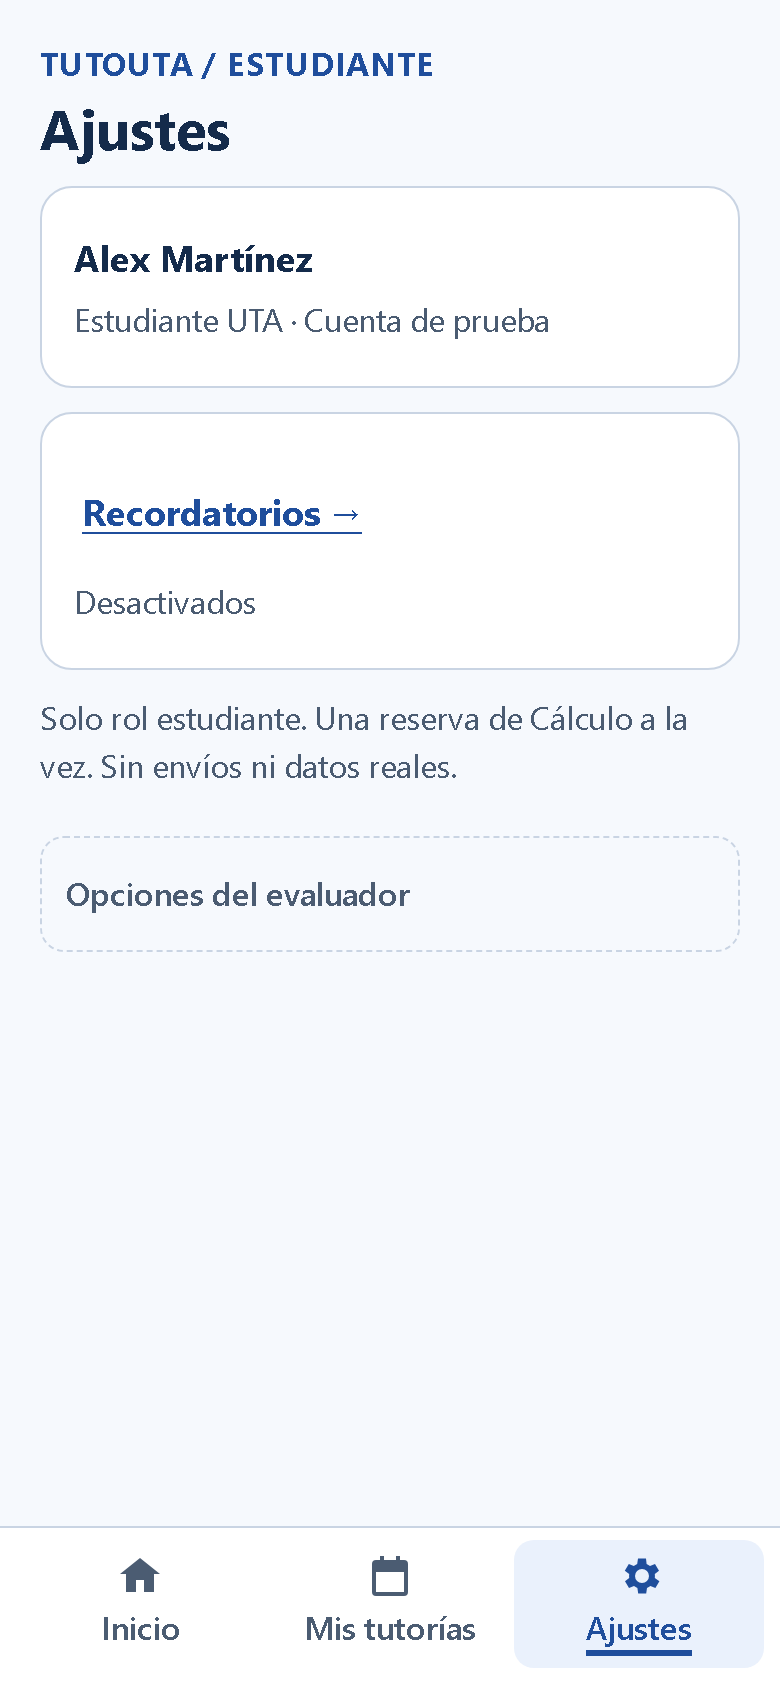 TUTOUTA / ESTUDIANTE
Ajustes
Alex Martínez
Estudiante UTA · Cuenta de prueba
Recordatorios →
Desactivados
Solo rol estudiante. Una reserva de Cálculo a la
vez. Sin envíos ni datos reales.
Opciones del evaluador
Inicio
Mis tutorías
Ajustes